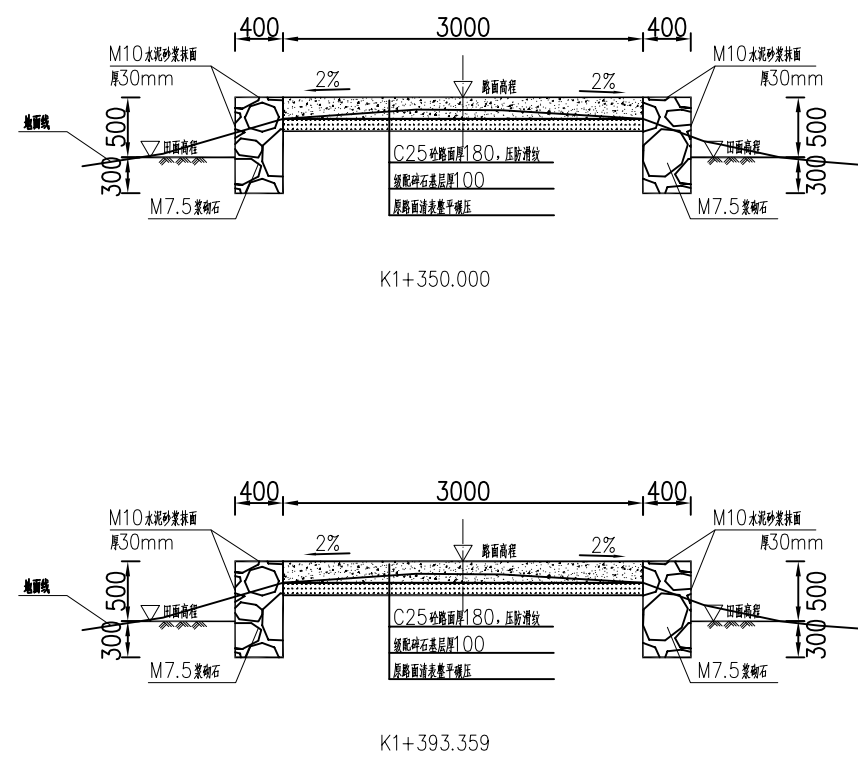 400 3000 400
M10水泥砂浆抹面 M10水泥砂浆抹面
厚30mm 2% 路面高程 2% 厚30mm
地面线 500 500
田面高程 田面高程
300 C25砼路面厚180，压防滑纹 300
级配碎石基层厚100
M7.5浆砌石 原路面清表整平碾压 M7.5浆砌石
K1+350.000
400 3000 400
M10水泥砂浆抹面 M10水泥砂浆抹面
厚30mm 2% 路面高程 2% 厚30mm
地面线 500 500
田面高程 田面高程
300 C25砼路面厚180，压防滑纹 300
级配碎石基层厚100
M7.5浆砌石 原路面清表整平碾压 M7.5浆砌石
K1+393.359